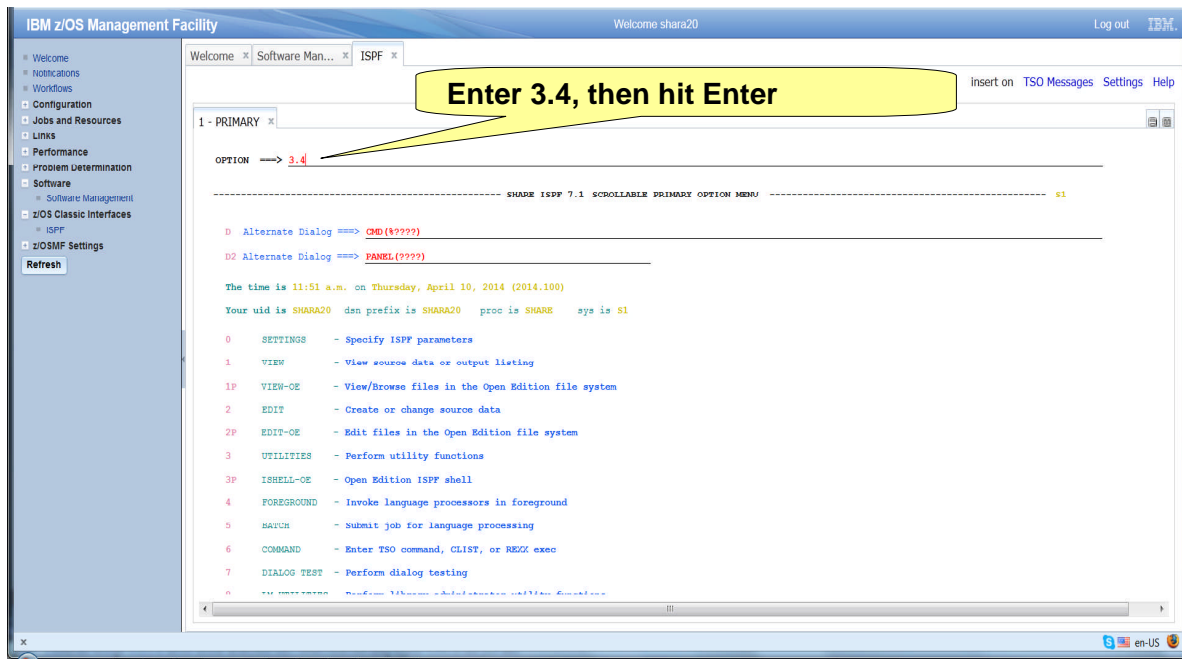 IBM z/OS Management Facility
Welcome shara20
Log out
IBM.
Welcome
Notifications
Workflows
Configuration
Jobs and Resources
Links
Performance
Problem Determination
Software
Software Management
z/OS Classic Interfaces
ISPF
z/OSMF Settings
Refresh
Welcome × Software Man... × ISPF ×
Enter 3.4, then hit Enter
insert on TSO Messages Settings Help
1 - PRIMARY ×
OPTION ===> 3.4
SHARE ISPF 7.1 SCROLLABLE PRIMARY OPTION MENU
S1
D Alternate Dialog ===> CMD(%????)
D2 Alternate Dialog ===> PANEL(????)
The time is 11:51 a.m. on Thursday, April 10, 2014 (2014.100)
Your uid is SHARA20 dsn prefix is SHARA20 proc is SHARE sys is S1
0 SETTINGS - Specify ISPF parameters
1 VIEW - View source data or output listing
1P VIEW-OE - View/Browse files in the Open Edition file system
2 EDIT - Create or change source data
2P EDIT-OE - Edit files in the Open Edition file system
3 UTILITIES - Perform utility functions
3P ISHELL-OE - Open Edition ISPF shell
4 FOREGROUND - Invoke language processors in foreground
5 BATCH - Submit job for language processing
6 COMMAND - Enter TSO command, CLIST, or REXX exec
7 DIALOG TEST - Perform dialog testing
LM UTILITIES - Perform library administrator utility functions
en-US